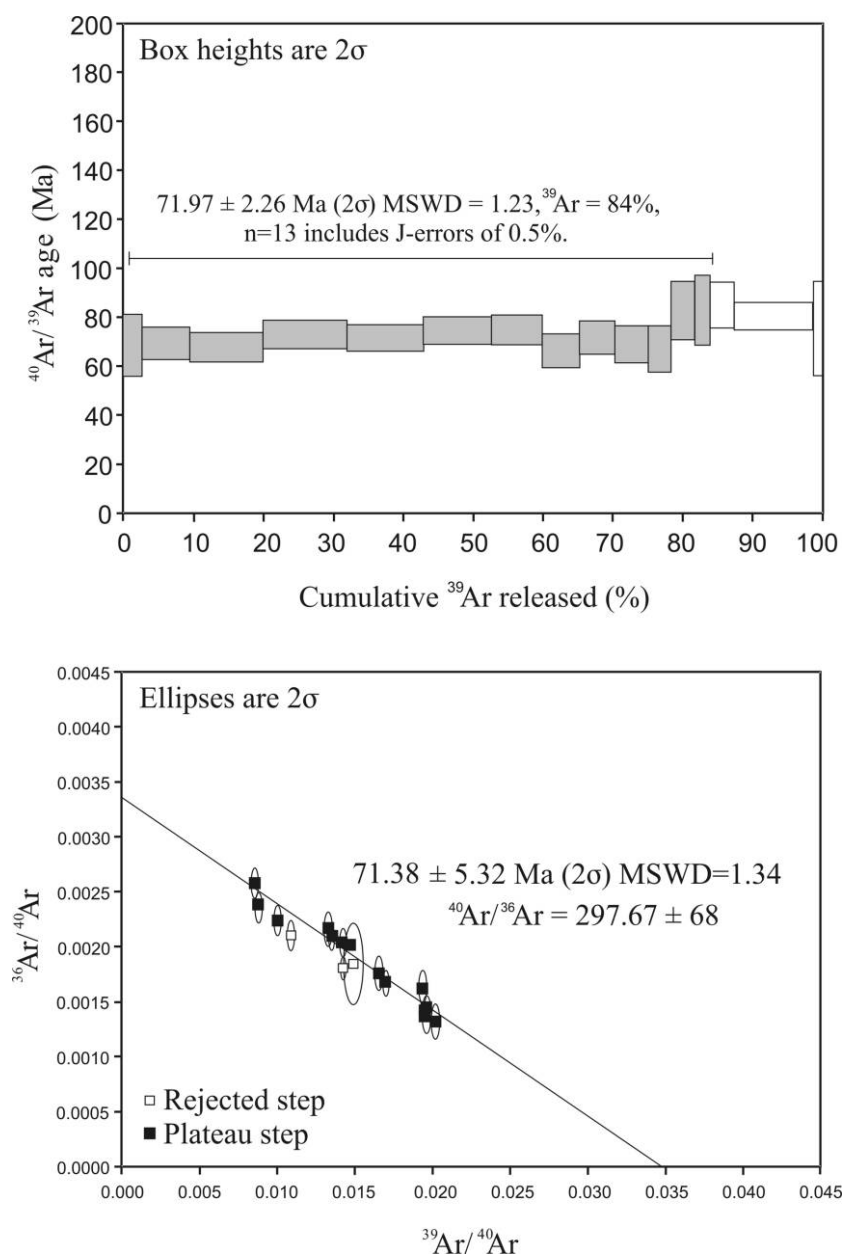 Box heights are 2σ
71.97 ± 2.26 Ma (2σ) MSWD = 1.23,³⁹Ar = 84%,
n=13 includes J-errors of 0.5%.
⁴⁰Ar/³⁹Ar age (Ma)
200
180
160
140
120
100
80
60
40
20
0
0 10 20 30 40 50 60 70 80 90 100
Cumulative ³⁹Ar released (%)
Ellipses are 2σ
71.38 ± 5.32 Ma (2σ) MSWD=1.34
⁴⁰Ar/³⁶Ar = 297.67 ± 68
³⁶Ar/⁴⁰Ar
0.0045
0.0040
0.0035
0.0030
0.0025
0.0020
0.0015
0.0010
0.0005
0.0000
Rejected step
Plateau step
0.000 0.005 0.010 0.015 0.020 0.025 0.030 0.035 0.040 0.045
³⁹Ar/⁴⁰Ar